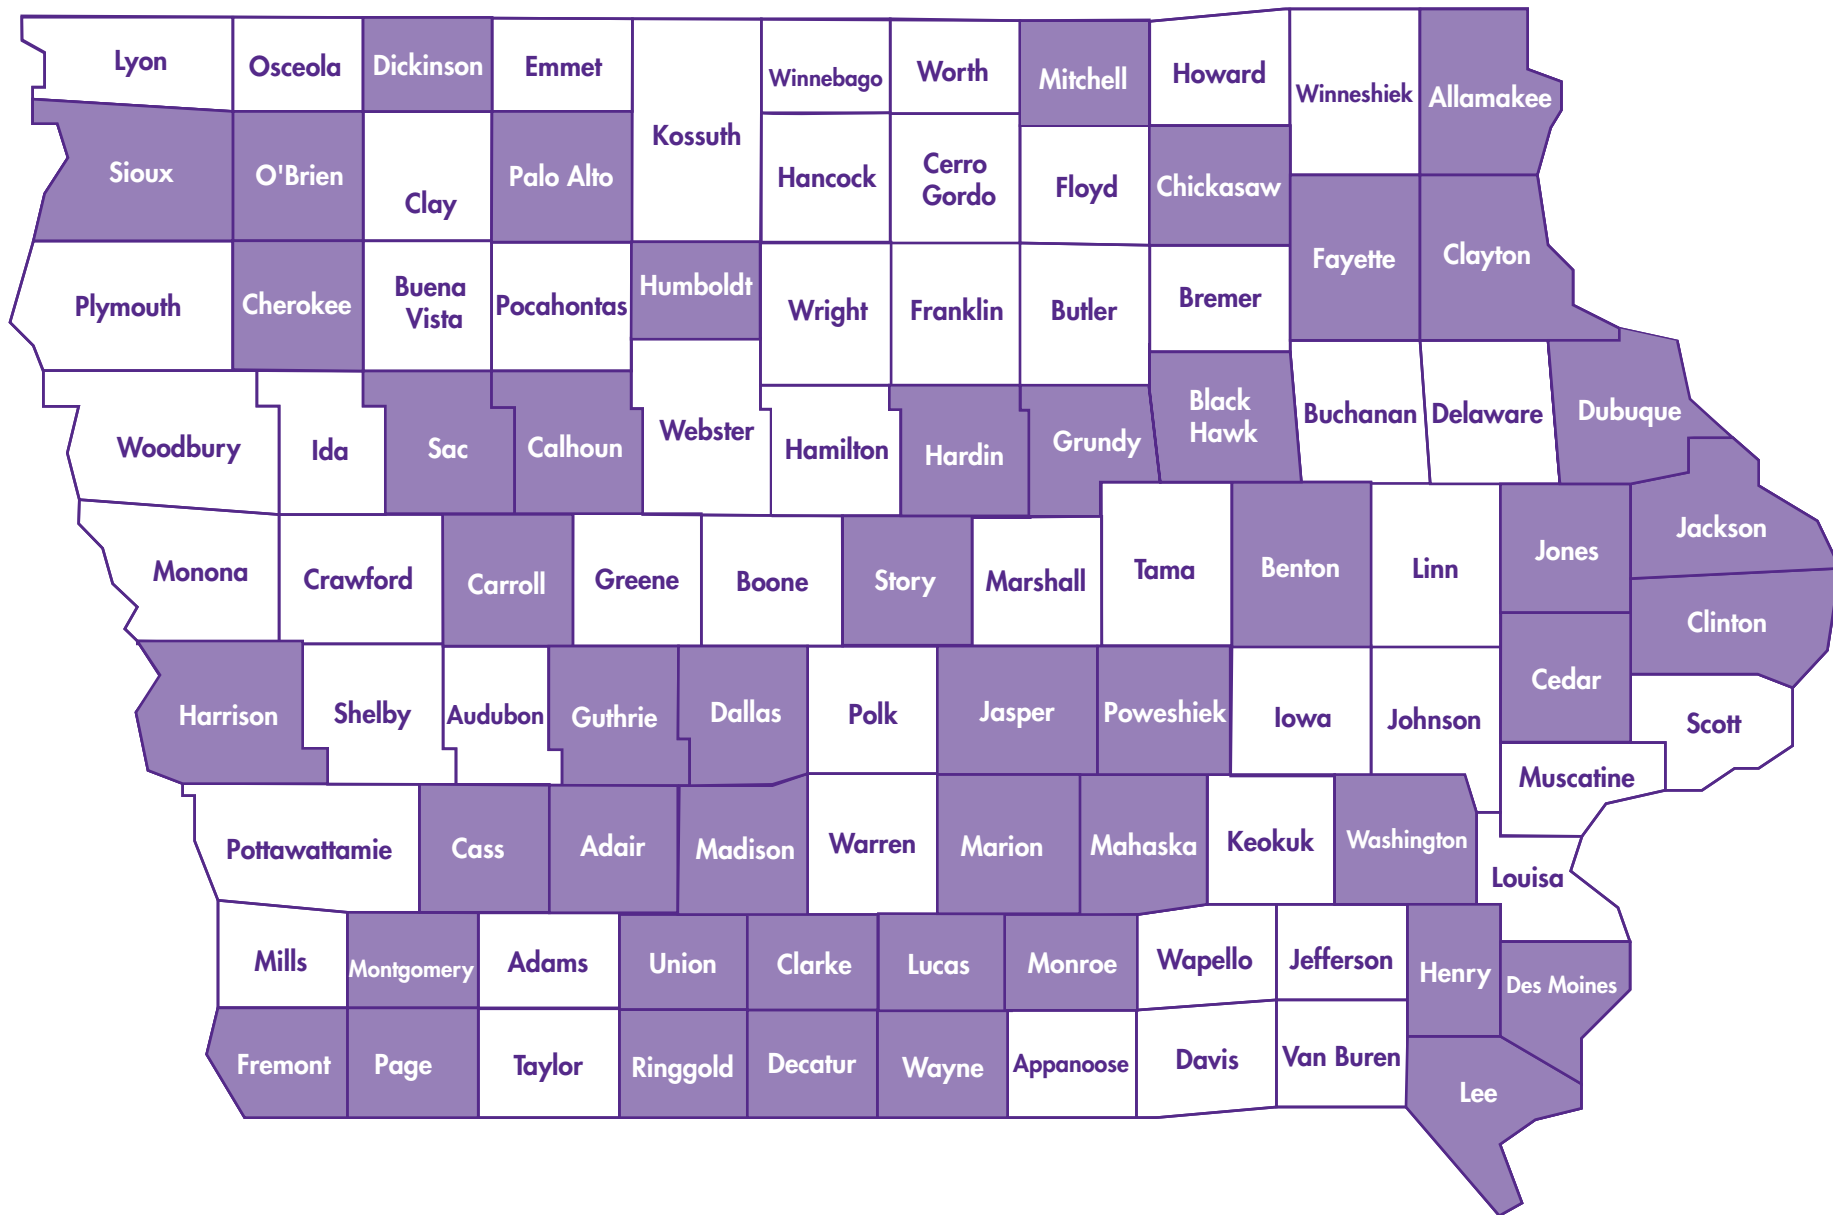 Lyon
Osceola
Dickinson
Emmet
Kossuth
Winnebago
Worth
Mitchell
Howard
Winneshiek
Allamakee
Sioux
O'Brien
Clay
Palo Alto
Hancock
Cerro
Gordo
Floyd
Chickasaw
Fayette
Clayton
Plymouth
Cherokee
Buena
Vista
Pocahontas
Humboldt
Wright
Franklin
Butler
Bremer
Woodbury
Ida
Sac
Calhoun
Webster
Hamilton
Hardin
Grundy
Black
Hawk
Buchanan
Delaware
Dubuque
Monona
Crawford
Carroll
Greene
Boone
Story
Marshall
Tama
Benton
Linn
Jones
Jackson
Clinton
Harrison
Shelby
Audubon
Guthrie
Dallas
Polk
Jasper
Poweshiek
Iowa
Johnson
Cedar
Scott
Muscatine
Pottawattamie
Cass
Adair
Madison
Warren
Marion
Mahaska
Keokuk
Washington
Louisa
Mills
Montgomery
Adams
Union
Clarke
Lucas
Monroe
Wapello
Jefferson
Henry
Des Moines
Fremont
Page
Taylor
Ringgold
Decatur
Wayne
Appanoose
Davis
Van Buren
Lee